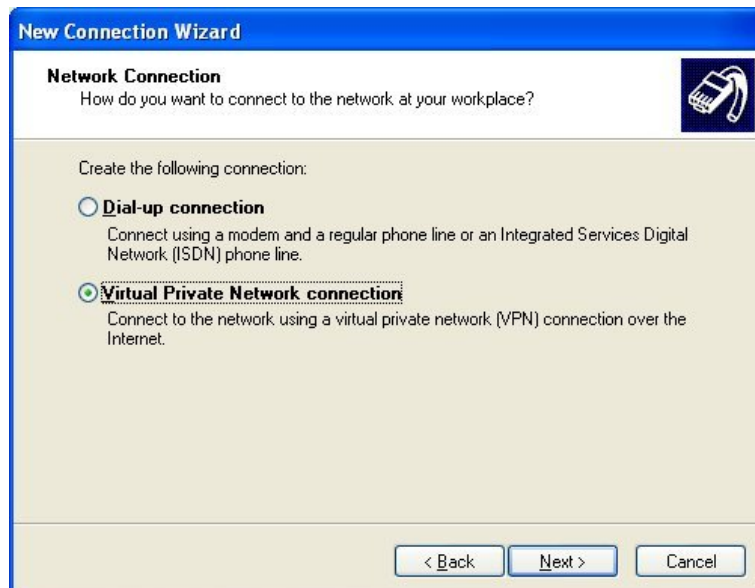 New Connection Wizard
Network Connection
How do you want to connect to the network at your workplace?
Create the following connection:
Dial-up connection
Connect using a modem and a regular phone line or an Integrated Services Digital
Network (ISDN) phone line.
Virtual Private Network connection
Connect to the network using a virtual private network (VPN) connection over the
Internet.
< Back
Next >
Cancel